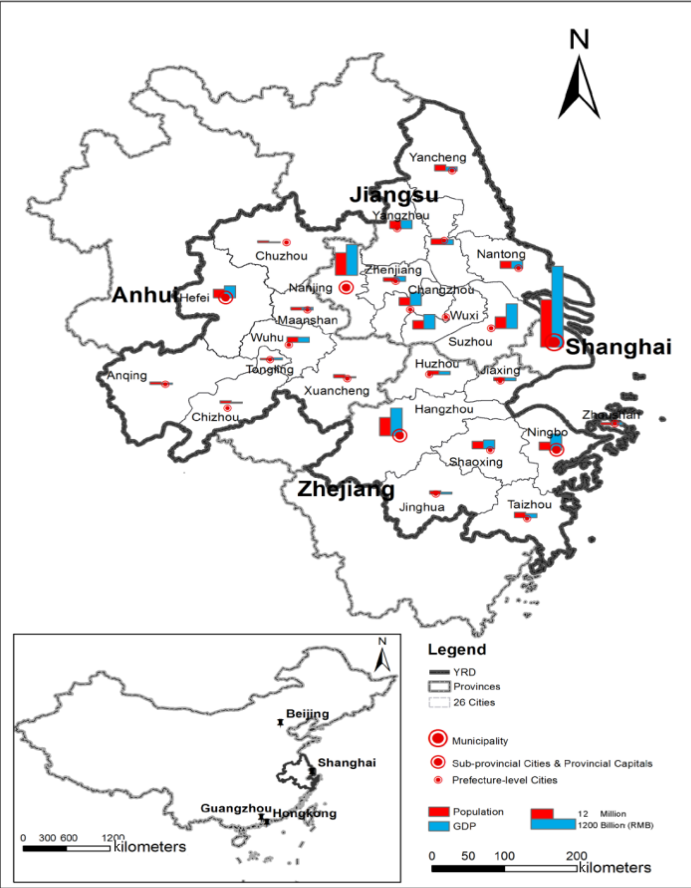 N
Yancheng
Jiangsu
Yangzhou
Chuzhou
Nantong
Zhenjiang
Nanjing
Changzhou
Anhui
Hefei
Maanshan
Wuxi
Wuhu
Suzhou
Shanghai
Tongling
Huzhou
Jiaxing
Anqing
Xuancheng
Chizhou
Hangzhou
Zhoushan
Ningbo
Shaoxing
Zhejiang
Jinghua
Taizhou
N
Beijing
Shanghai
Guangzhou
Hongkong
0 300 600 1200
kilometers
Legend
YRD
Provinces
26 Cities
Municipality
Sub-provincial Cities & Provincial Capitals
Prefecture-level Cities
Population
GDP
12 Million
1200 Billion (RMB)
0 50 100 200
kilometers